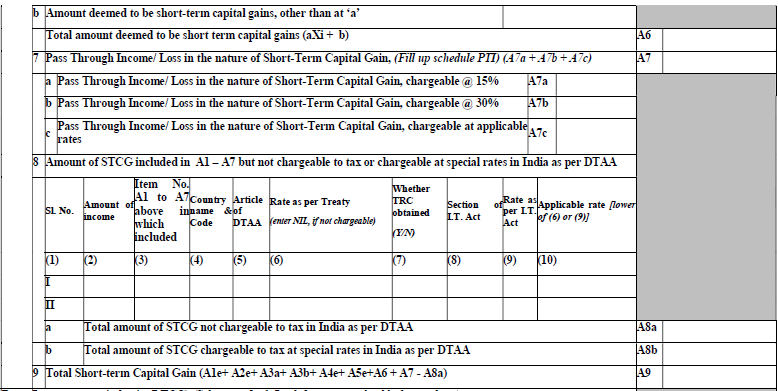 b Amount deemed to be short-term capital gains, other than at ‘a’
Total amount deemed to be short term capital gains (aXi + b) A6
7 Pass Through Income/ Loss in the nature of Short-Term Capital Gain, (Fill up schedule PTI) (A7a + A7b + A7c) A7
a Pass Through Income/ Loss in the nature of Short-Term Capital Gain, chargeable @ 15% A7a
b Pass Through Income/ Loss in the nature of Short-Term Capital Gain, chargeable @ 30% A7b
c Pass Through Income/ Loss in the nature of Short-Term Capital Gain, chargeable at applicable A7c
rates
8 Amount of STCG included in A1 – A7 but not chargeable to tax or chargeable at special rates in India as per DTAA
Sl. No.
Amount of
income
Item No.
A1 to A7
above in
which
included
Country
name &
Code
Article
of
DTAA
Rate as per Treaty
(enter NIL, if not chargeable)
Whether
TRC
obtained
(Y/N)
Section of
I.T. Act
Rate as
per I.T.
Act
Applicable rate [lower
of (6) or (9)]
(1) (2) (3) (4) (5) (6) (7) (8) (9) (10)
I
II
a Total amount of STCG not chargeable to tax in India as per DTAA A8a
b Total amount of STCG chargeable to tax at special rates in India as per DTAA A8b
9 Total Short-term Capital Gain (A1e+ A2e+ A3a+ A3b+ A4e+ A5e+A6 + A7 - A8a) A9